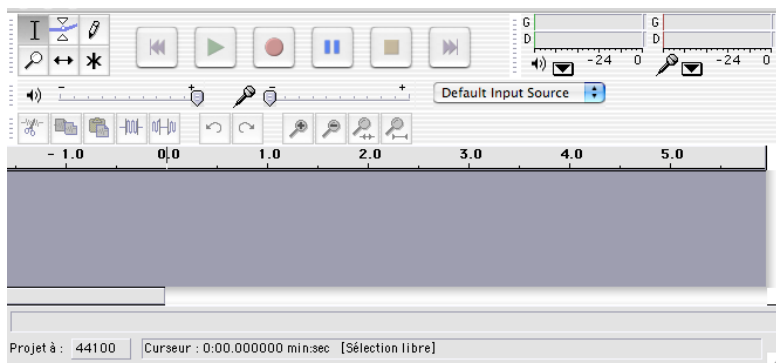 G G
D D
-24 0 -24 0
- + - + Default Input Source
- 1.0 0.0 1.0 2.0 3.0 4.0 5.0
Projet à : 44100 Curseur : 0:00.000000 min:sec [Sélection libre]